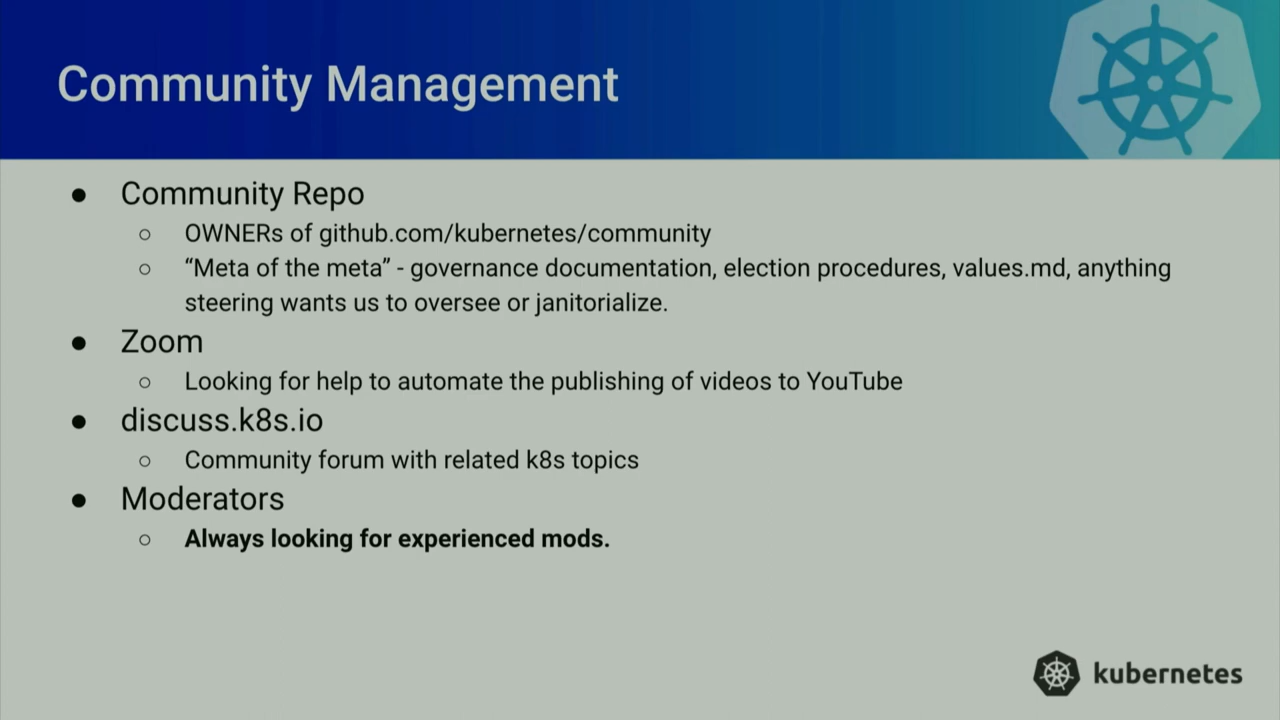 Community Management
● Community Repo
○ OWNERs of github.com/kubernetes/community
○ “Meta of the meta” - governance documentation, election procedures, values.md, anything
steering wants us to oversee or janitorialize.
● Zoom
○ Looking for help to automate the publishing of videos to YouTube
● discuss.k8s.io
○ Community forum with related k8s topics
● Moderators
○ Always looking for experienced mods.
kubernetes